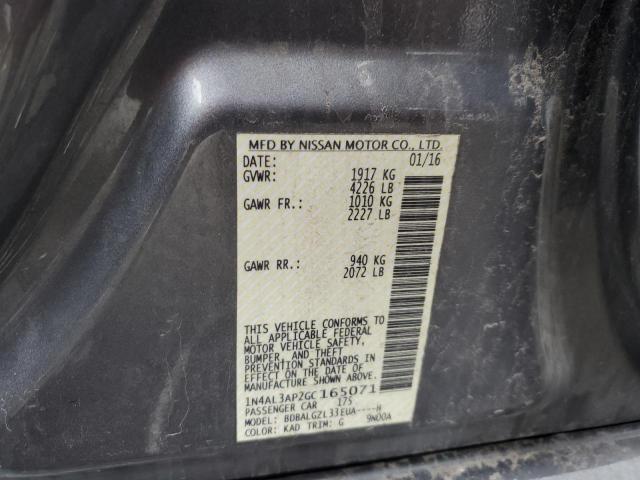 MFD BY NISSAN MOTOR CO., LTD.
DATE: 01/16
GVWR: 1917 KG
4226 LB
GAWR FR.: 1010 KG
2227 LB
GAWR RR.: 940 KG
2072 LB
THIS VEHICLE CONFORMS TO
ALL APPLICABLE FEDERAL
MOTOR VEHICLE SAFETY,
BUMPER, AND THEFT
PREVENTION STANDARDS IN
EFFECT ON THE DATE OF
MANUFACTURE SHOWN ABOVE.
1N4AL3AP2GC165071
PASSENGER CAR 175
MODEL: BDBALGZL33EUA----H
COLOR: KAD TRIM: G 9N00A